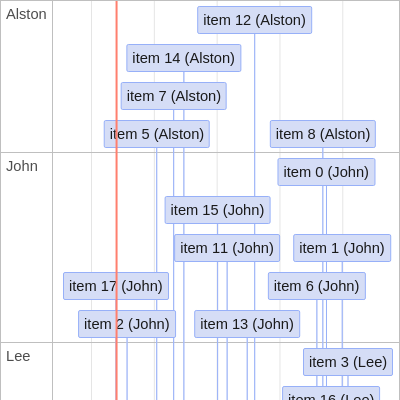 Alston
item 12 (Alston)
item 14 (Alston)
item 7 (Alston)
item 5 (Alston)
item 8 (Alston)
John
item 0 (John)
item 15 (John)
item 11 (John)
item 1 (John)
item 17 (John)
item 6 (John)
item 2 (John)
item 13 (John)
Lee
item 3 (Lee)
item 16 (Lee)